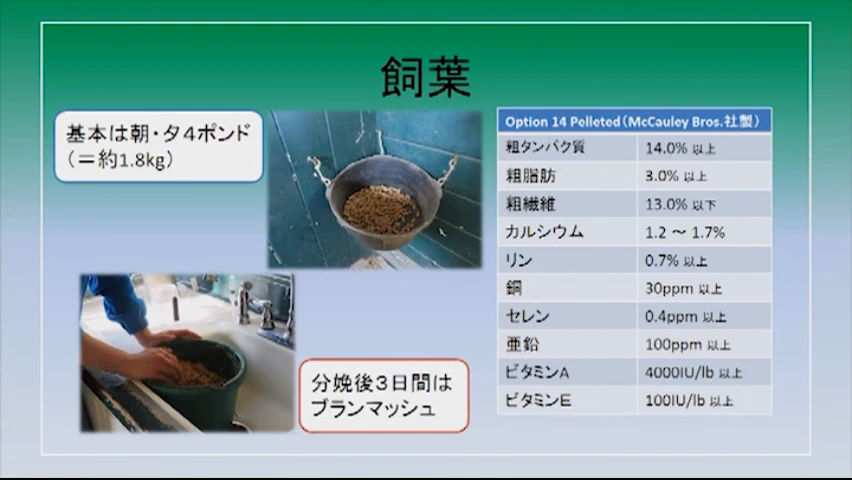 飼葉
基本は朝・夕４ポンド
（＝約1.8kg）
Option 14 Pelleted（McCauley Bros.社製）
粗タンパク質 14.0% 以上
粗脂肪 3.0% 以上
粗繊維 13.0% 以下
カルシウム 1.2 ～ 1.7%
リン 0.7% 以上
銅 30ppm 以上
セレン 0.4ppm 以上
亜鉛 100ppm 以上
ビタミンA 4000IU/lb 以上
ビタミンE 100IU/lb 以上
分娩後３日間は
ブランマッシュ